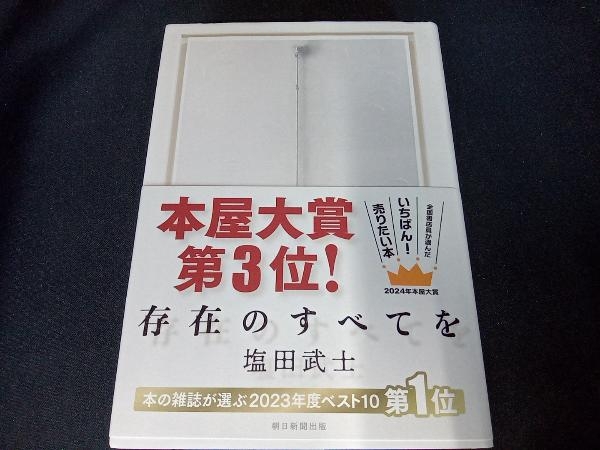 本屋大賞
第3位!
全国書店員が選んだ
いちばん!
売りたい本
2024年本屋大賞
存在のすべてを
塩田武士
本の雑誌が選ぶ2023年度ベスト10
第1位
朝日新聞出版